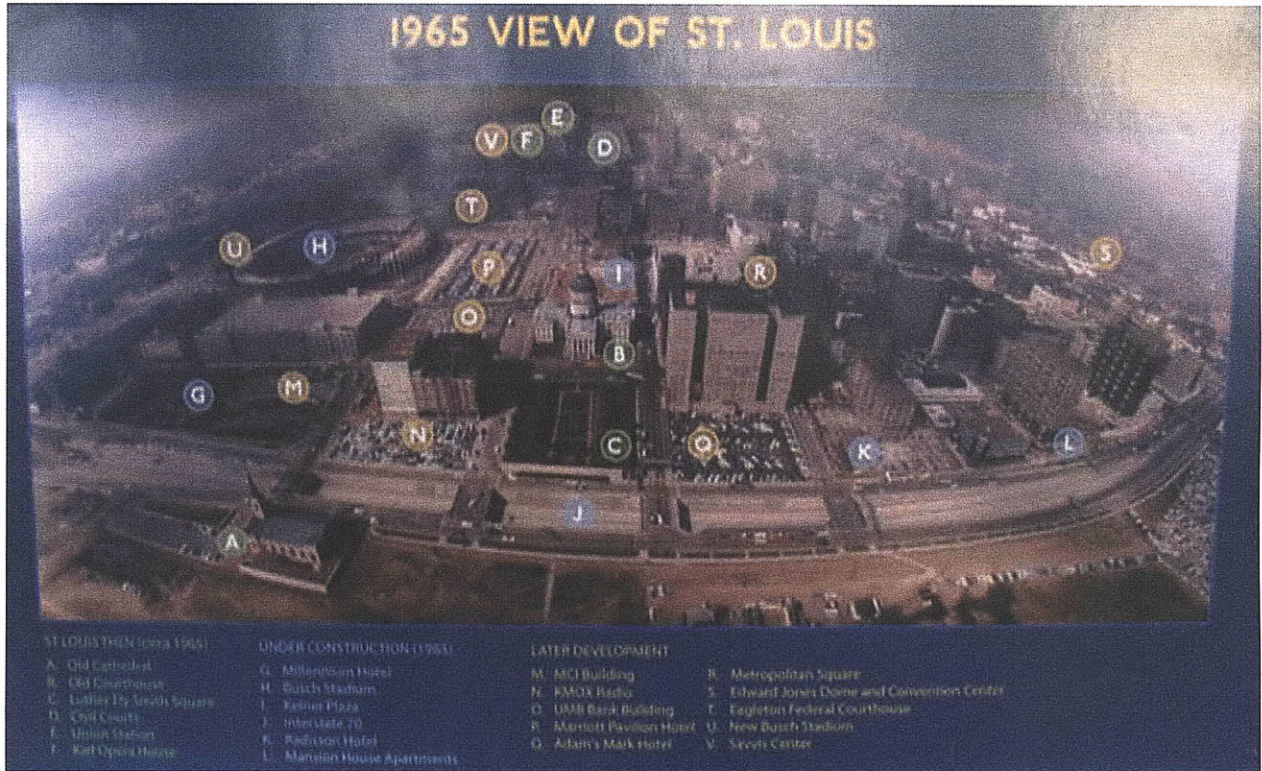 1965 VIEW OF ST. LOUIS
E
V F D
T
U H S
P I R
O
B
G M
N C Q K L
J
A
ST LOUIS THEN (circa 1965)
A. Old Cathedral
B. Old Courthouse
C. Luther Ely Smith Square
D. Civil Courts
E. Union Station
F. Kiel Opera House
UNDER CONSTRUCTION (1965)
G. Millennium Hotel
H. Busch Stadium
I. Keiner Plaza
J. Interstate 70
K. Radisson Hotel
L. Mansion House Apartments
LATER DEVELOPMENT
M. MCI Building
N. KMOX Radio
O. UMB Bank Building
P. Marriott Pavilion Hotel
Q. Adam's Mark Hotel
R. Metropolitan Square
S. Edward Jones Dome and Convention Center
T. Eagleton Federal Courthouse
U. New Busch Stadium
V. Savvis Center